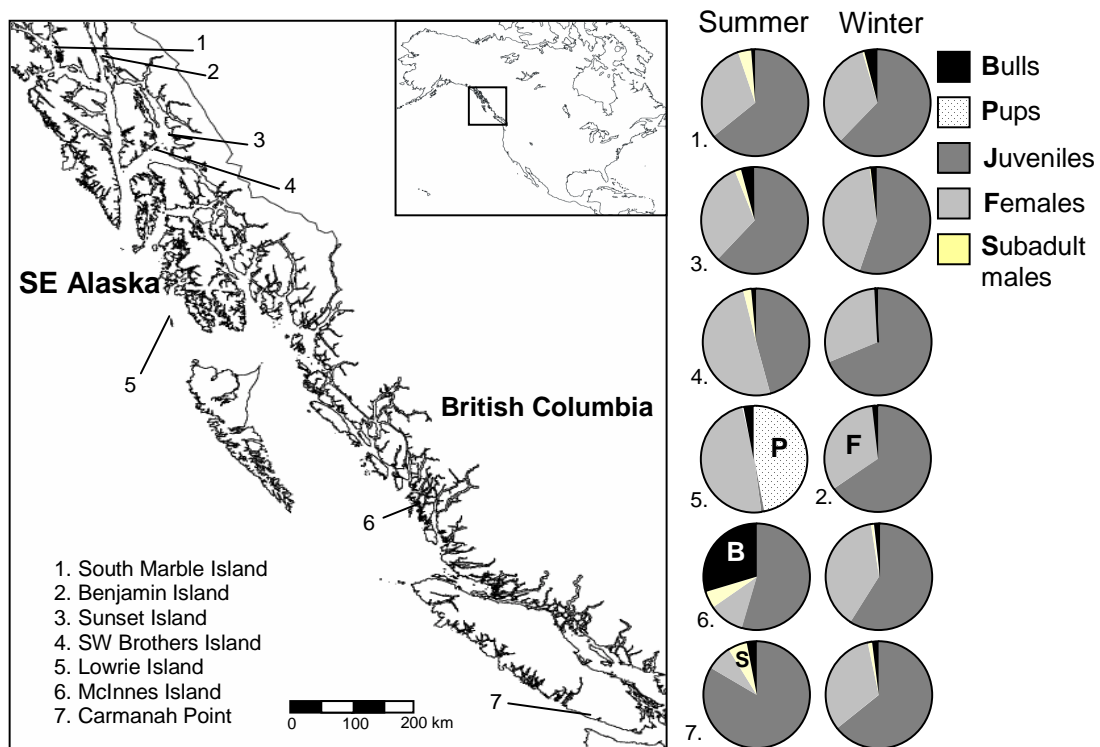 1
2
3
4
SE Alaska
5
British Columbia
6
7
1. South Marble Island
2. Benjamin Island
3. Sunset Island
4. SW Brothers Island
5. Lowrie Island
6. McInnes Island
7. Carmanah Point
0 100 200 km
Summer Winter
1.
3.
4.
5. P 2. F
6. B
7. S
Bulls
Pups
Juveniles
Females
Subadult
males